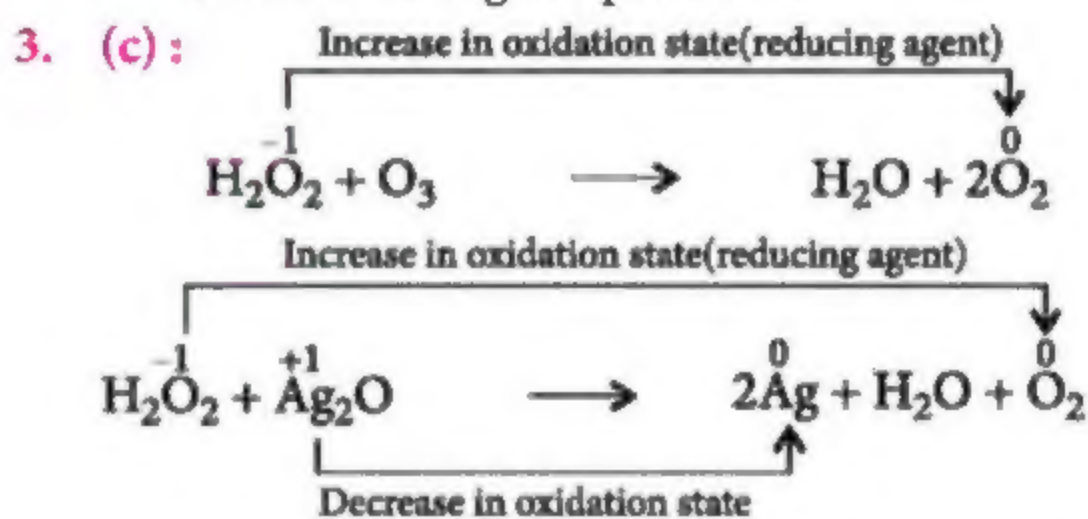 3. (c) : Increase in oxidation state(reducing agent)
-1 0
H₂O₂ + O₃ → H₂O + 2O₂
Increase in oxidation state(reducing agent)
-1 +1 0 0
H₂O₂ + Ag₂O → 2Ag + H₂O + O₂
Decrease in oxidation state